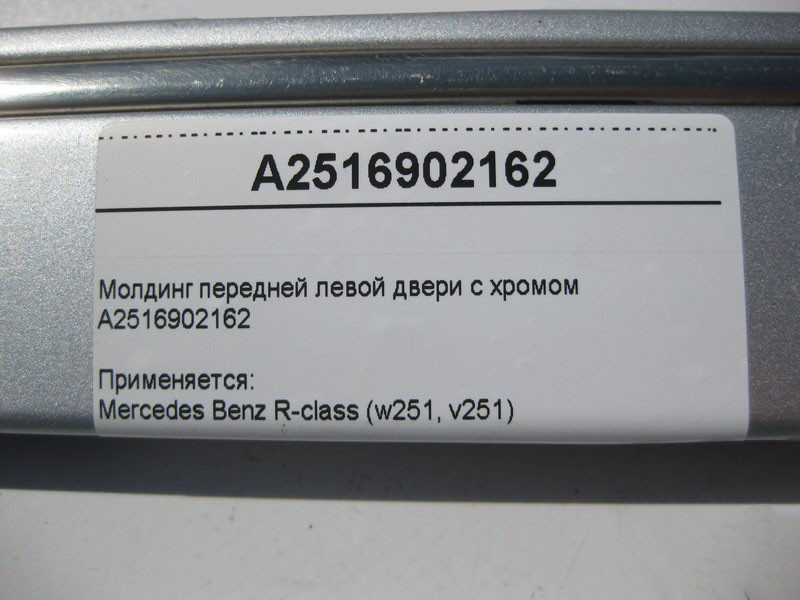 A2516902162
Молдинг передней левой двери с хромом
A2516902162
Применяется:
Mercedes Benz R-class (w251, v251)